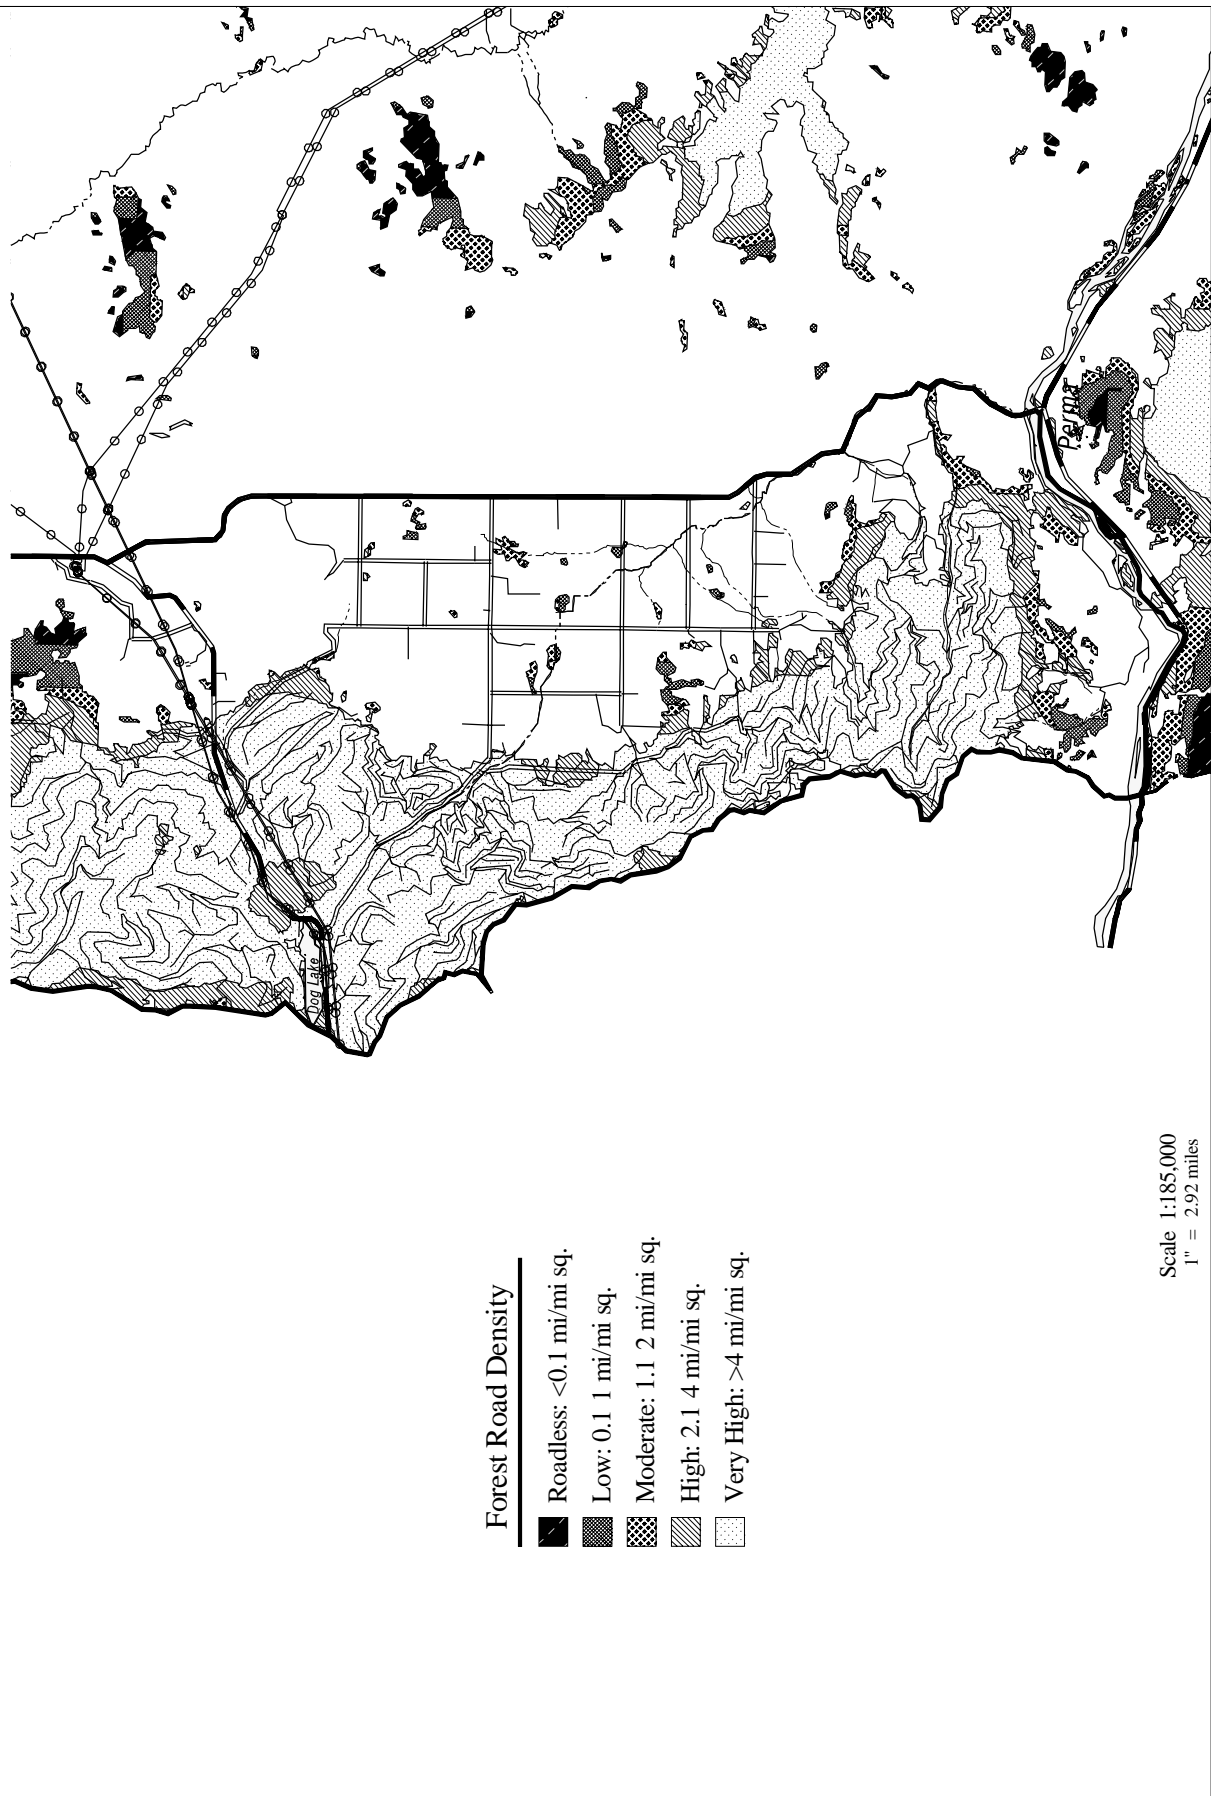 Perma
Dog Lake
Forest Road Density
Roadless: <0.1 mi/mi sq.
Low: 0.1 1 mi/mi sq.
Moderate: 1.1 2 mi/mi sq.
High: 2.1 4 mi/mi sq.
Very High: >4 mi/mi sq.
Scale 1:185,000
1" = 2.92 miles